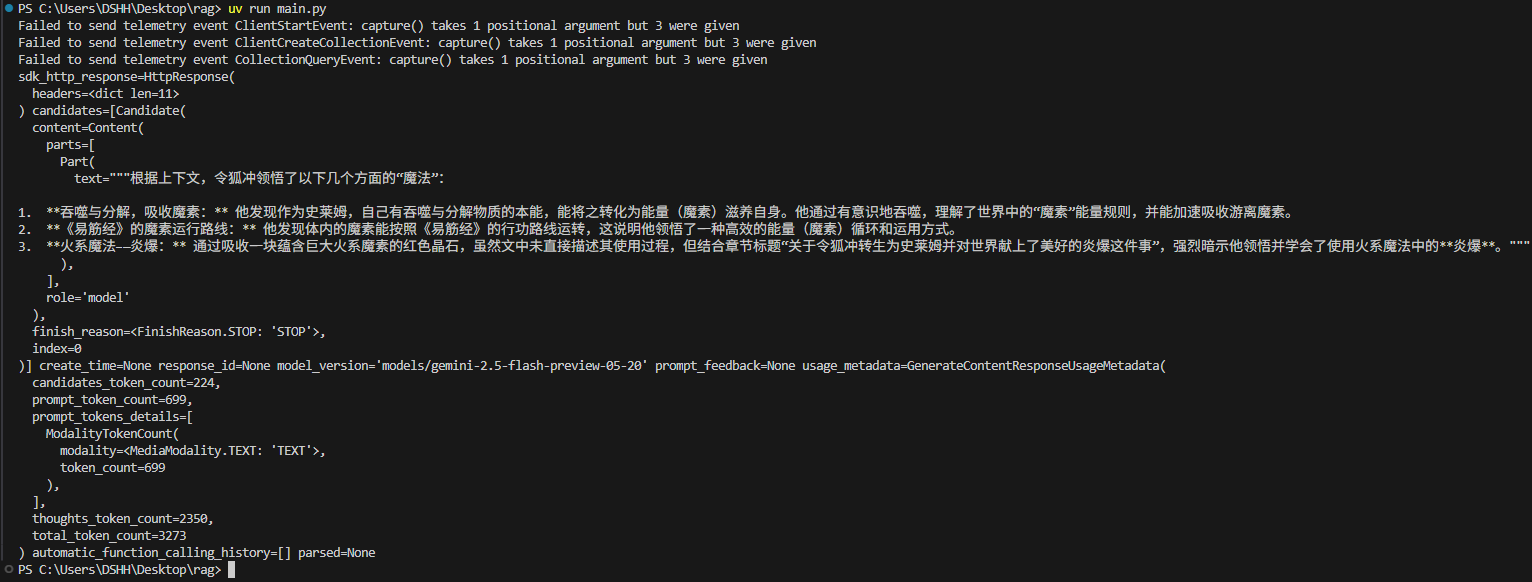 PS C:\Users\DSHH\Desktop\rag> uv run main.py
Failed to send telemetry event ClientStartEvent: capture() takes 1 positional argument but 3 were given
Failed to send telemetry event ClientCreateCollectionEvent: capture() takes 1 positional argument but 3 were given
Failed to send telemetry event CollectionQueryEvent: capture() takes 1 positional argument but 3 were given
sdk_http_response=HttpResponse(
  headers=<dict len=11>
) candidates=[Candidate(
  content=Content(
    parts=[
      Part(
        text="""根据上下文，令狐冲领悟了以下几个方面的“魔法”：

1.  **吞噬与分解，吸收魔素：** 他发现作为史莱姆，自己有吞噬与分解物质的本能，能将之转化为能量（魔素）滋养自身。他通过有意识地吞噬，理解了世界中的“魔素”能量规则，并能加速吸收游离魔素。
2.  **《易筋经》的魔素运行路线：** 他发现体内的魔素能按照《易筋经》的行功路线运转，这说明他领悟了一种高效的能量（魔素）循环和运用方式。
3.  **火系魔法——炎爆：** 通过吸收一块蕴含巨大火系魔素的红色晶石，虽然文中未直接描述其使用过程，但结合章节标题“关于令狐冲转生为史莱姆并对世界献上了美好的炎爆这件事”，强烈暗示他领悟并学会了使用火系魔法中的**炎爆**。"""
      ),
    ],
    role='model'
  ),
  finish_reason=<FinishReason.STOP: 'STOP'>,
  index=0
)] create_time=None response_id=None model_version='models/gemini-2.5-flash-preview-05-20' prompt_feedback=None usage_metadata=GenerateContentResponseUsageMetadata(
  candidates_token_count=224,
  prompt_token_count=699,
  prompt_tokens_details=[
    ModalityTokenCount(
      modality=<MediaModality.TEXT: 'TEXT'>,
      token_count=699
    ),
  ],
  thoughts_token_count=2350,
  total_token_count=3273
) automatic_function_calling_history=[] parsed=None
PS C:\Users\DSHH\Desktop\rag>